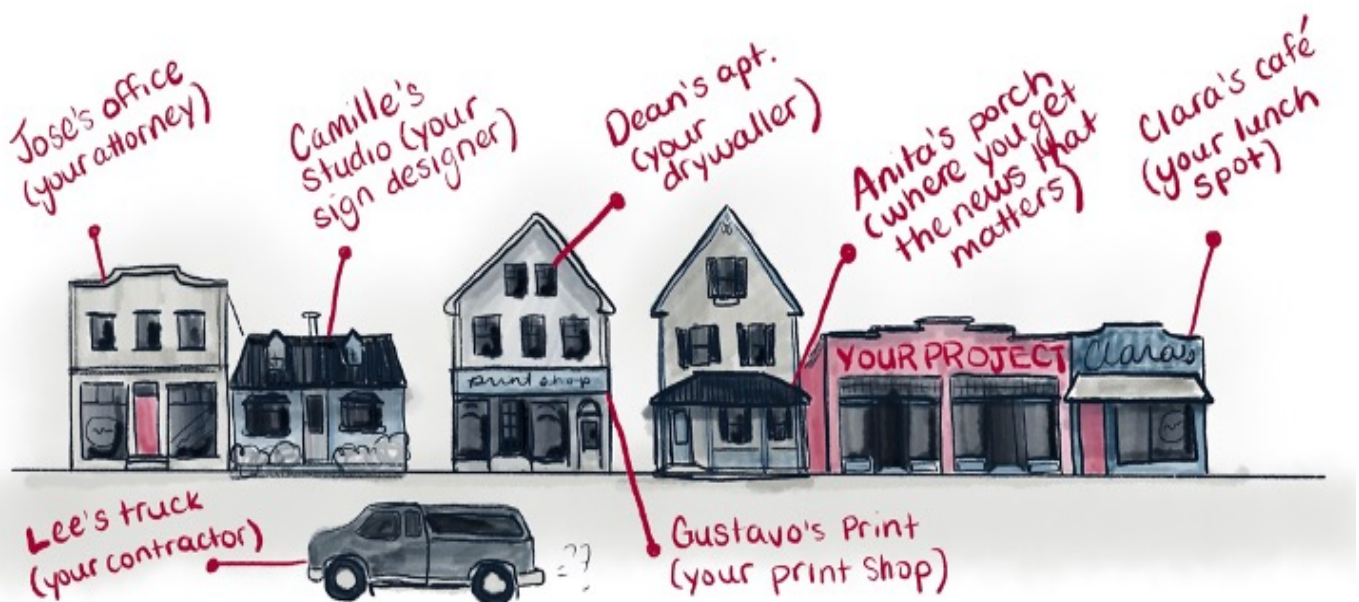 Jose's office
(your attorney)
Camille's
studio (your
sign designer)
Dean's apt.
(your
drywaller)
Anita's porch
(where you get
the news that
matters)
Clara's café
(your lunch
spot)
print shop
YOUR PROJECT
Clara's
Lee's truck
(your contractor)
Gustavo's Print
(your print shop)